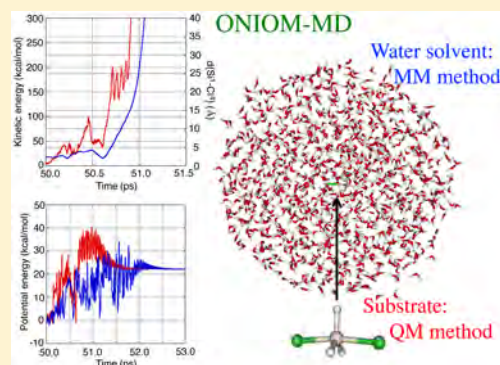 ONIOM-MD
Water solvent:
MM method
Substrate:
QM method
Kinetic energy (kcal/mol)
300
250
200
150
100
50
0
40
35
30
25
20
15
10
5
0
50.0 50.5 51.0 51.5
Time (ps)
Potential energy (kcal/mol)
60
40
20
0
-10
50.0 51.0 52.0 53.0
Time (ps)